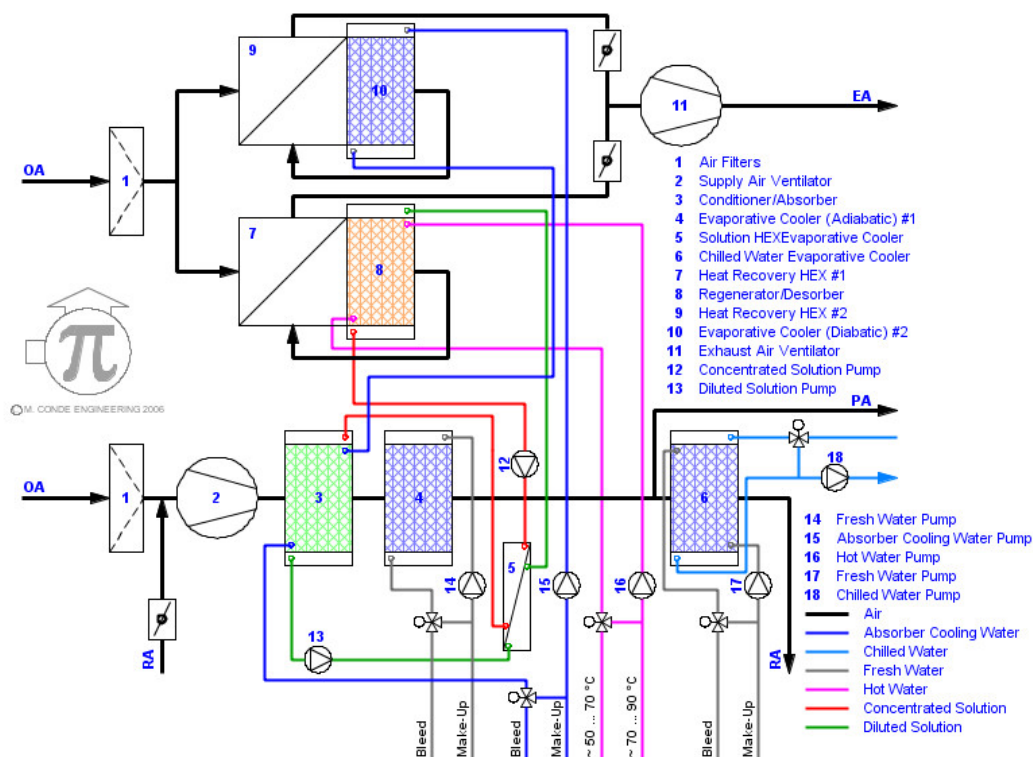 9
10
11
EA
OA
1
1 Air Filters
2 Supply Air Ventilator
3 Conditioner/Absorber
4 Evaporative Cooler (Adiabatic) #1
5 Solution HEXEvaporative Cooler
6 Chilled Water Evaporative Cooler
7 Heat Recovery HEX #1
8 Regenerator/Desorber
9 Heat Recovery HEX #2
10 Evaporative Cooler (Diabatic) #2
11 Exhaust Air Ventilator
12 Concentrated Solution Pump
13 Diluted Solution Pump
7
8
π
© M. CONDE ENGINEERING 2006
PA
OA
1
2
3
4
12
6
18
5
14
15
16
17
13
RA
RA
14 Fresh Water Pump
15 Absorber Cooling Water Pump
16 Hot Water Pump
17 Fresh Water Pump
18 Chilled Water Pump
Air
Absorber Cooling Water
Chilled Water
Fresh Water
Hot Water
Concentrated Solution
Diluted Solution
Bleed
Make-Up
Bleed
Make-Up
~ 50 ... 70 °C
~ 70 ... 90 °C
Bleed
Make-Up